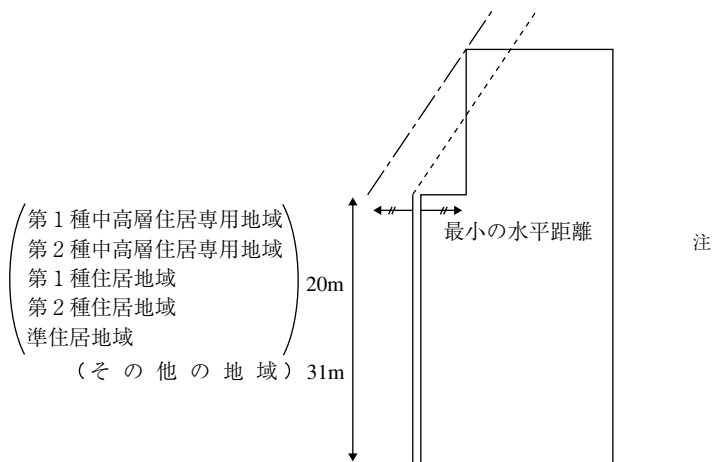 第１種中高層住居専用地域
第２種中高層住居専用地域
第１種住居地域
第２種住居地域
準住居地域
20m
（その他の地域）31m
最小の水平距離
注